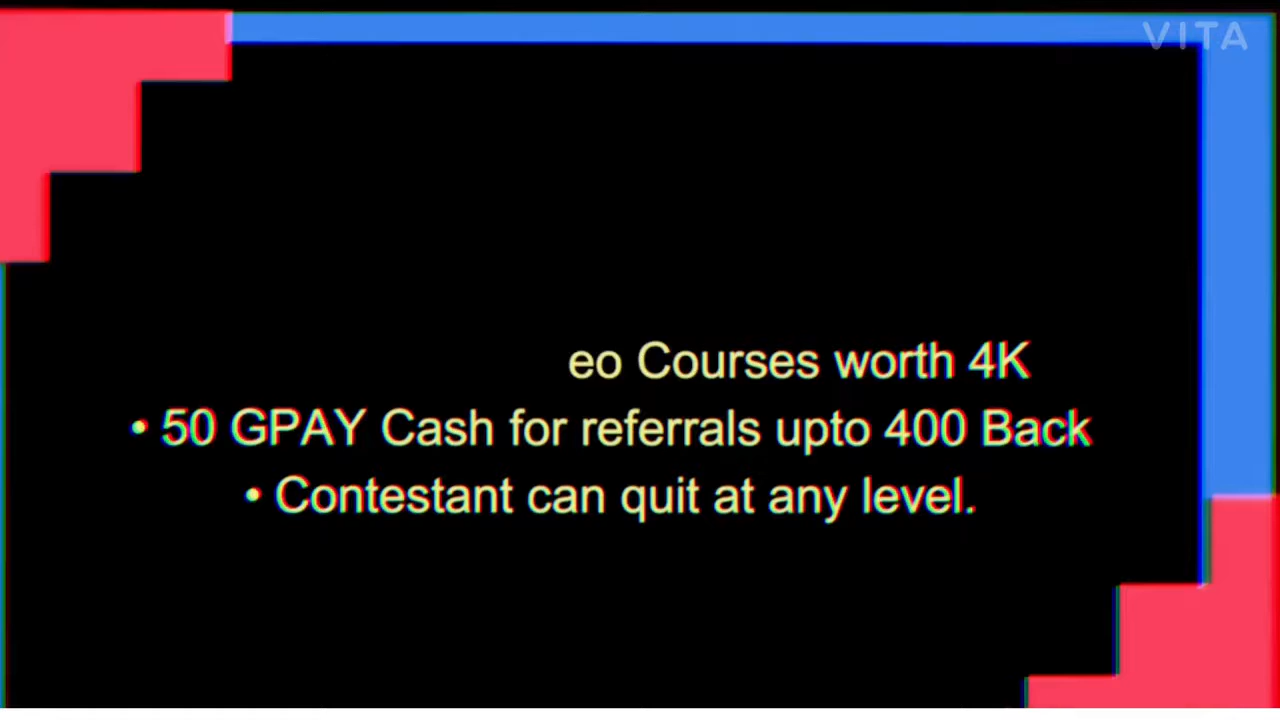 VITA
eo Courses worth 4K
• 50 GPAY Cash for referrals upto 400 Back
• Contestant can quit at any level.